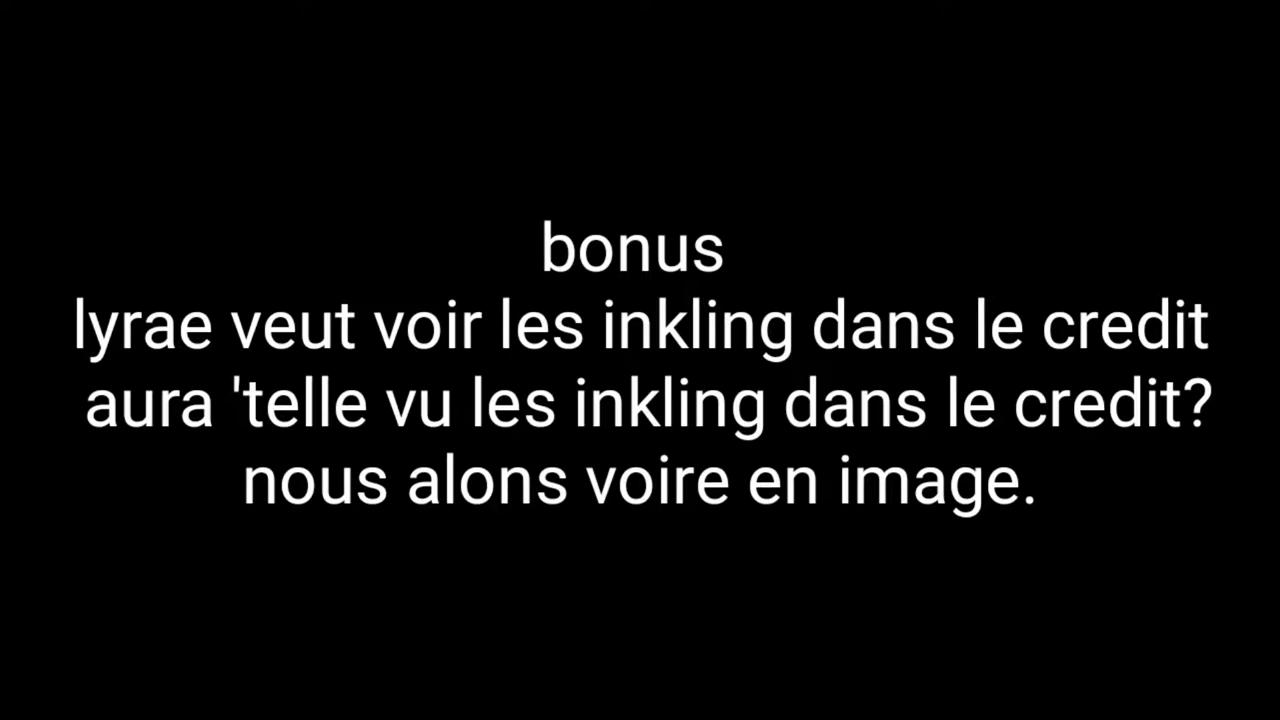 bonus
lyrae veut voir les inkling dans le credit
aura 'telle vu les inkling dans le credit?
nous alons voire en image.